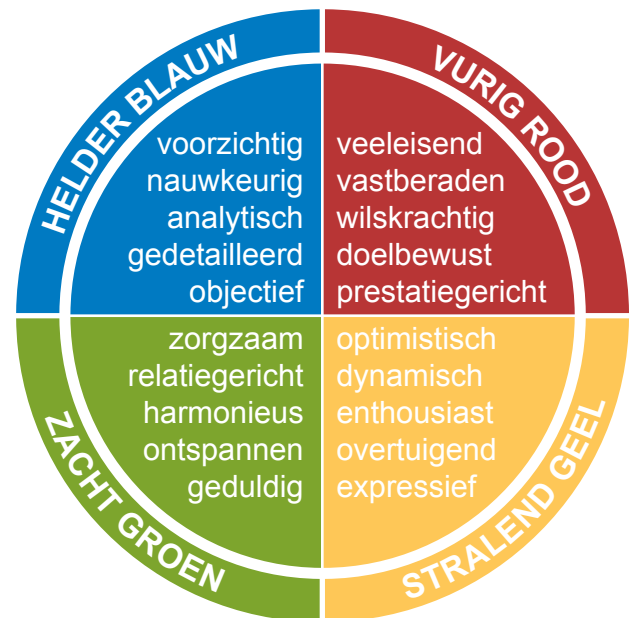 HELDER BLAUW
voorzichtig
nauwkeurig
analytisch
gedetailleerd
objectief
VURIG ROOD
veeleisend
vastberaden
wilskrachtig
doelbewust
prestatiegericht
ZACHT GROEN
zorgzaam
relatiegericht
harmonieus
ontspannen
geduldig
STRALEND GEEL
optimistisch
dynamisch
enthousiast
overtuigend
expressief